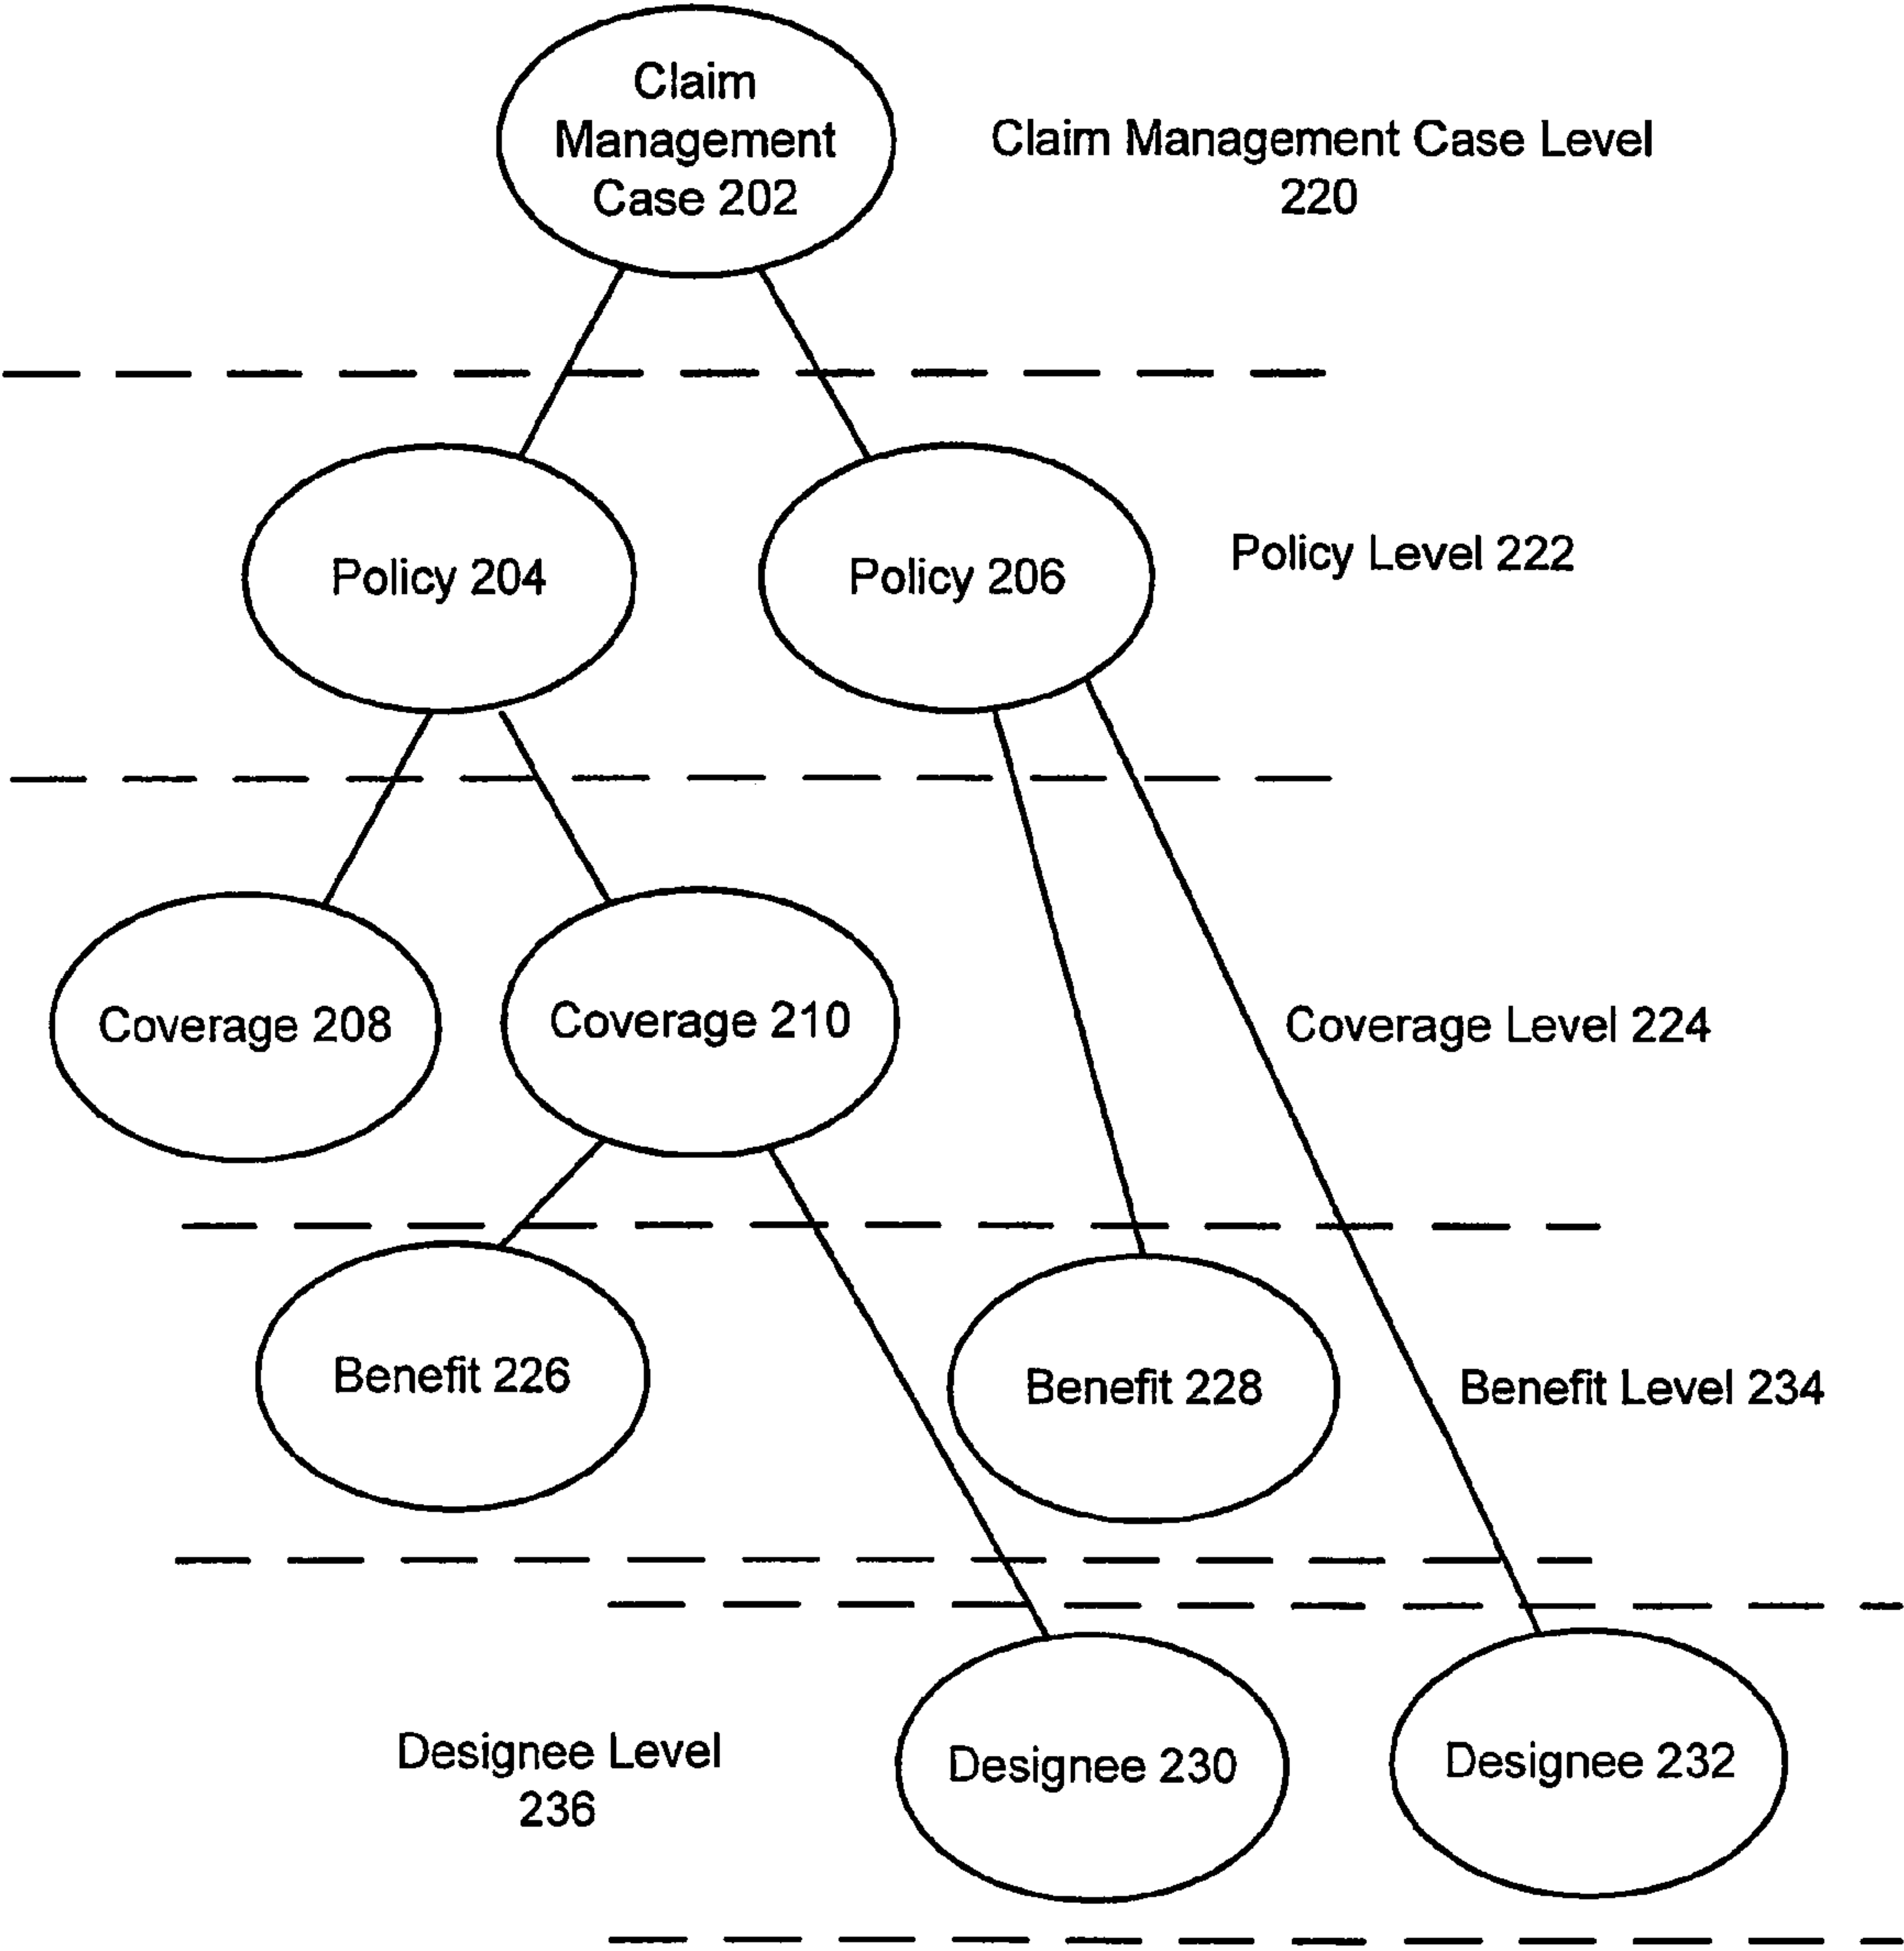 Claim
Management
Case 202
Claim Management Case Level
220
Policy 204
Policy 206
Policy Level 222
Coverage 208
Coverage 210
Coverage Level 224
Benefit 226
Benefit 228
Benefit Level 234
Designee Level
236
Designee 230
Designee 232